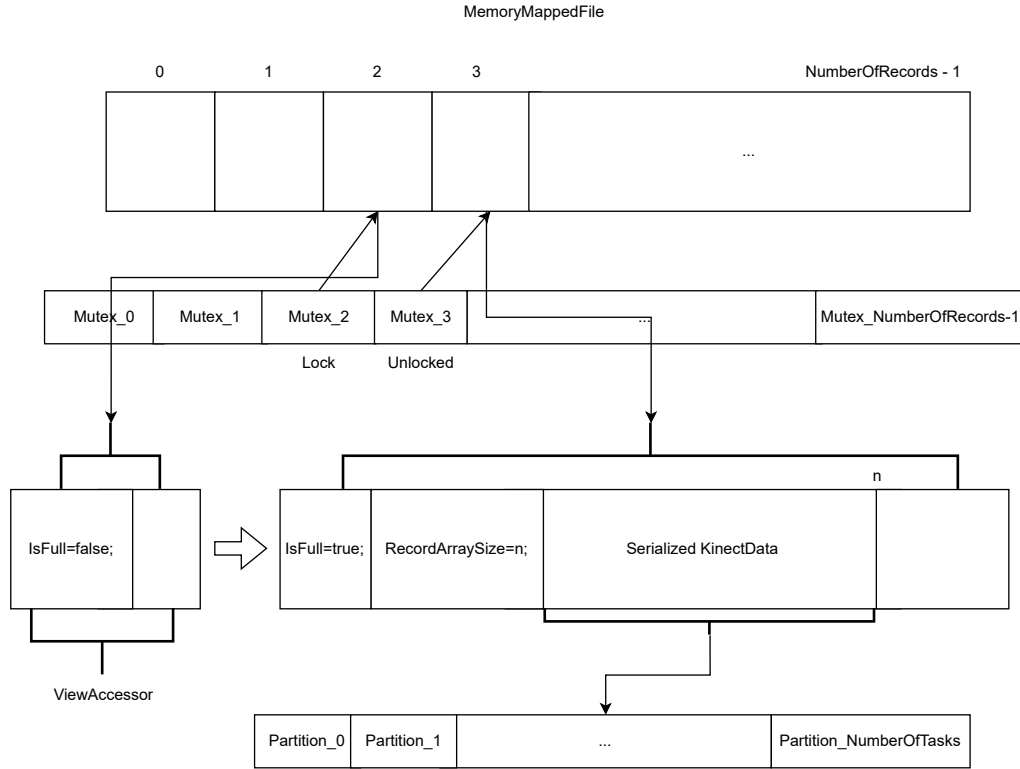 MemoryMappedFile
0 1 2 3 NumberOfRecords - 1
...
Mutex_0 Mutex_1 Mutex_2 Mutex_3 ... Mutex_NumberOfRecords-1
Lock Unlocked
n
IsFull=false; IsFull=true; RecordArraySize=n; Serialized KinectData
ViewAccessor
Partition_0 Partition_1 ... Partition_NumberOfTasks